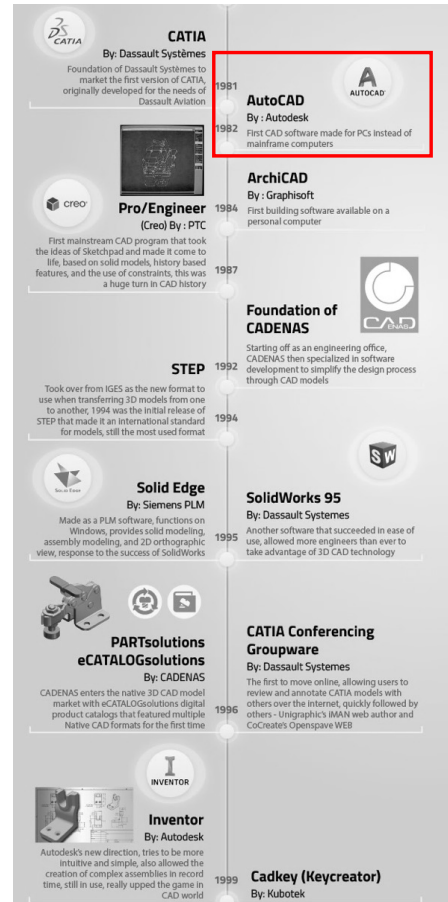 CATIA
CATIA
By: Dassault Systèmes
Foundation of Dassault Systèmes to
market the first version of CATIA,
originally developed for the needs of
Dassault Aviation
1981
AUTOCAD
AutoCAD
By : Autodesk
1982
First CAD software made for PCs instead of
mainframe computers
ArchiCAD
By : Graphisoft
1984
First building software available on a
personal computer
creo
Pro/Engineer
(Creo) By : PTC
First mainstream CAD program that took
the ideas of Sketchpad and made it come to
life, based on solid models, history based
features, and the use of constraints, this was
a huge turn in CAD history
1987
CADENAS
Foundation of
CADENAS
Starting off as an engineering office,
CADENAS then specialized in software
development to simplify the design process
through CAD models
1992
STEP
Took over from IGES as the new format to
use when transferring 3D models from one
to another, 1994 was the initial release of
STEP that made it an international standard
for models, still the most used format
1994
SOLID EDGE
Solid Edge
By: Siemens PLM
Made as a PLM software, functions on
Windows, provides solid modeling,
assembly modeling, and 2D orthographic
view, response to the success of SolidWorks
SW
SolidWorks 95
By: Dassault Systemes
1995
Another software that succeeded in ease of
use, allowed more engineers than ever to
take advantage of 3D CAD technology
PARTsolutions
eCATALOGsolutions
By: CADENAS
CADENAS enters the native 3D CAD model
market with eCATALOGsolutions digital
product catalogs that featured multiple
Native CAD formats for the first time
CATIA Conferencing
Groupware
By: Dassault Systemes
1996
The first to move online, allowing users to
review and annotate CATIA models with
others over the internet, quickly followed by
others - Unigraphic's iMAN web author and
CoCreate's Openspave WEB
I
INVENTOR
Inventor
By: Autodesk
Autodesk's new direction, tries to be more
intuitive and simple, also allowed the
creation of complex assemblies in record
time, still in use, really upped the game in
CAD world
1999
Cadkey (Keycreator)
By: Kubotek